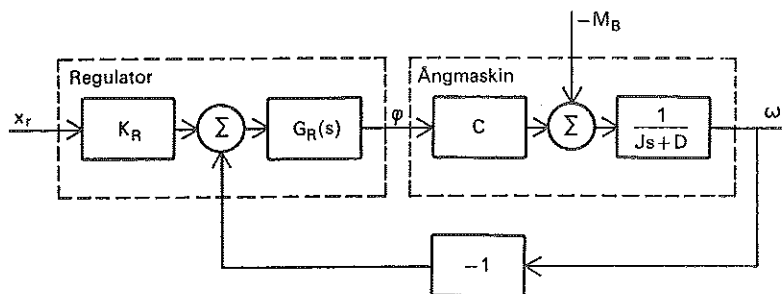 −M_B
Regulator
Ångmaskin
x_r
K_R
Σ
G_R(s)
φ
C
Σ
1
Js+D
ω
−1